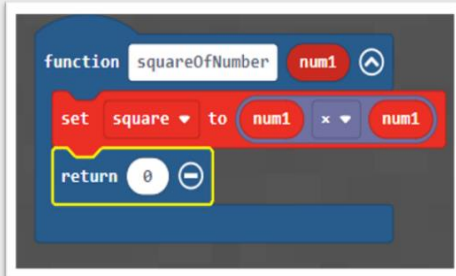 function squareOfNumber num1
set square to num1 × num1
return 0